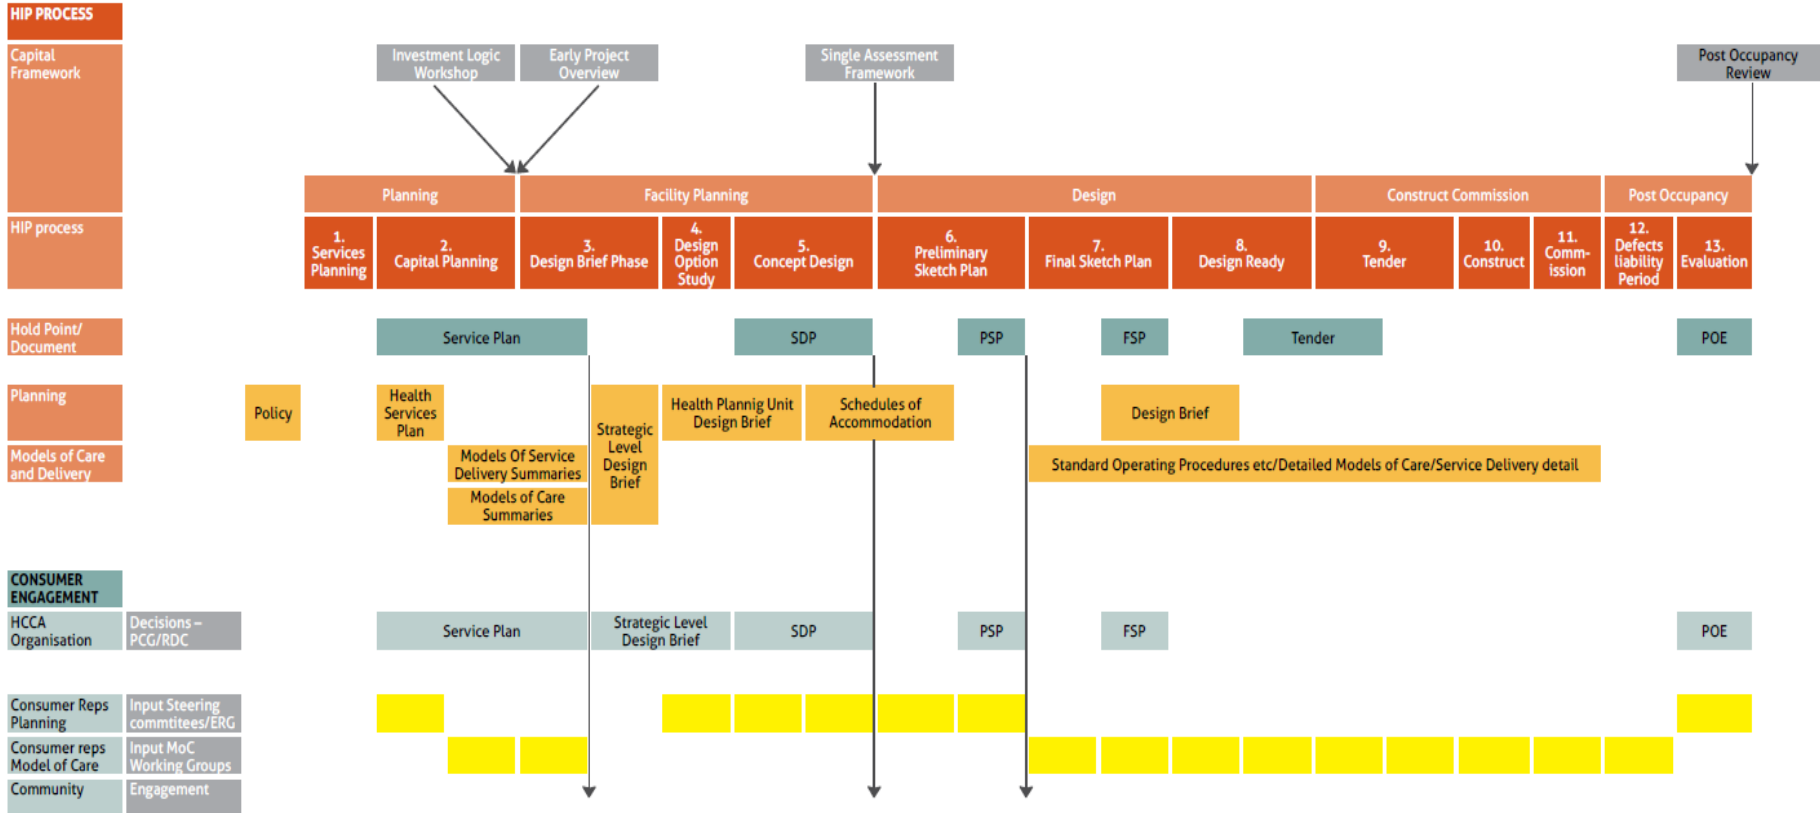 HIP PROCESS
Capital
Framework
Investment Logic
Workshop
Early Project
Overview
Single Assessment
Framework
Post Occupancy
Review
Planning
Facility Planning
Design
Construct Commission
Post Occupancy
HIP process
1.
Services
Planning
2.
Capital Planning
3.
Design Brief Phase
4.
Design
Option
Study
5.
Concept Design
6.
Preliminary
Sketch Plan
7.
Final Sketch Plan
8.
Design Ready
9.
Tender
10.
Construct
11.
Comm-
ission
12.
Defects
liability
Period
13.
Evaluation
Hold Point/
Document
Service Plan
SDP
PSP
FSP
Tender
POE
Planning
Policy
Health
Services
Plan
Strategic
Level
Design
Brief
Health Plannig Unit
Design Brief
Schedules of
Accommodation
Design Brief
Models of Care
and Delivery
Models Of Service
Delivery Summaries
Models of Care
Summaries
Standard Operating Procedures etc/Detailed Models of Care/Service Delivery detail
CONSUMER
ENGAGEMENT
HCCA
Organisation
Decisions –
PCG/RDC
Service Plan
Strategic Level
Design Brief
SDP
PSP
FSP
POE
Consumer Reps
Planning
Input Steering
commtitees/ERG
Consumer reps
Model of Care
Input MoC
Working Groups
Community
Engagement